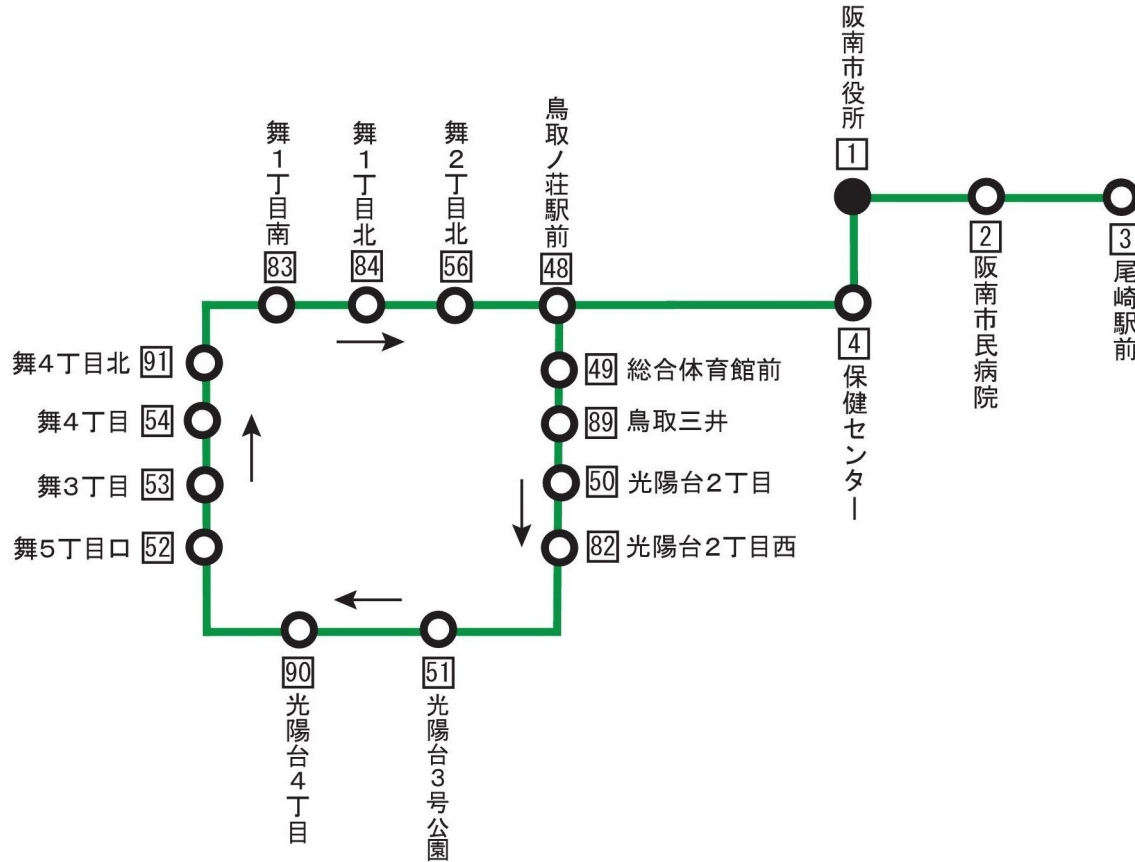 阪南市役所
1
2
阪南市民病院
3
尾崎駅前
4
保健センター
鳥取ノ荘駅前
48
49 総合体育館前
89 鳥取三井
50 光陽台2丁目
82 光陽台2丁目西
51
光陽台3号公園
90
光陽台4丁目
舞5丁目口 52
舞3丁目 53
舞4丁目 54
舞4丁目北 91
舞1丁目南
83
舞1丁目北
84
舞2丁目北
56